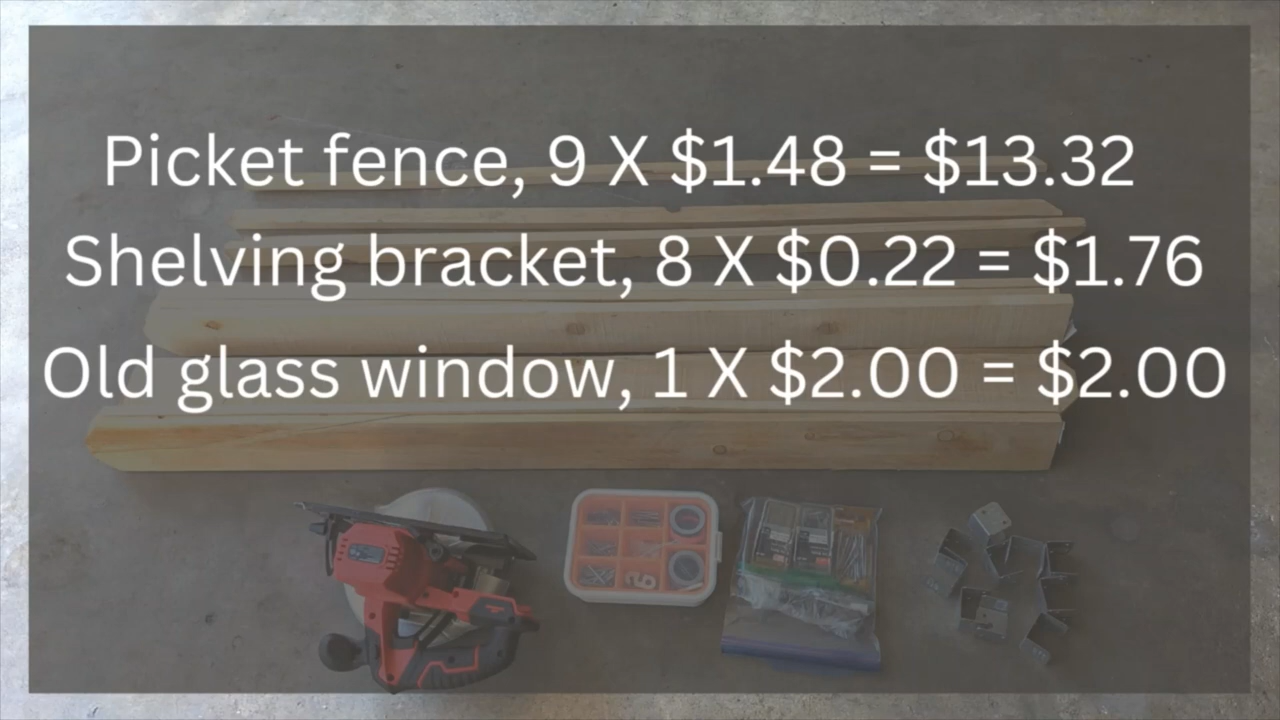 Picket fence, 9 X $1.48 = $13.32
Shelving bracket, 8 X $0.22 = $1.76
Old glass window, 1 X $2.00 = $2.00